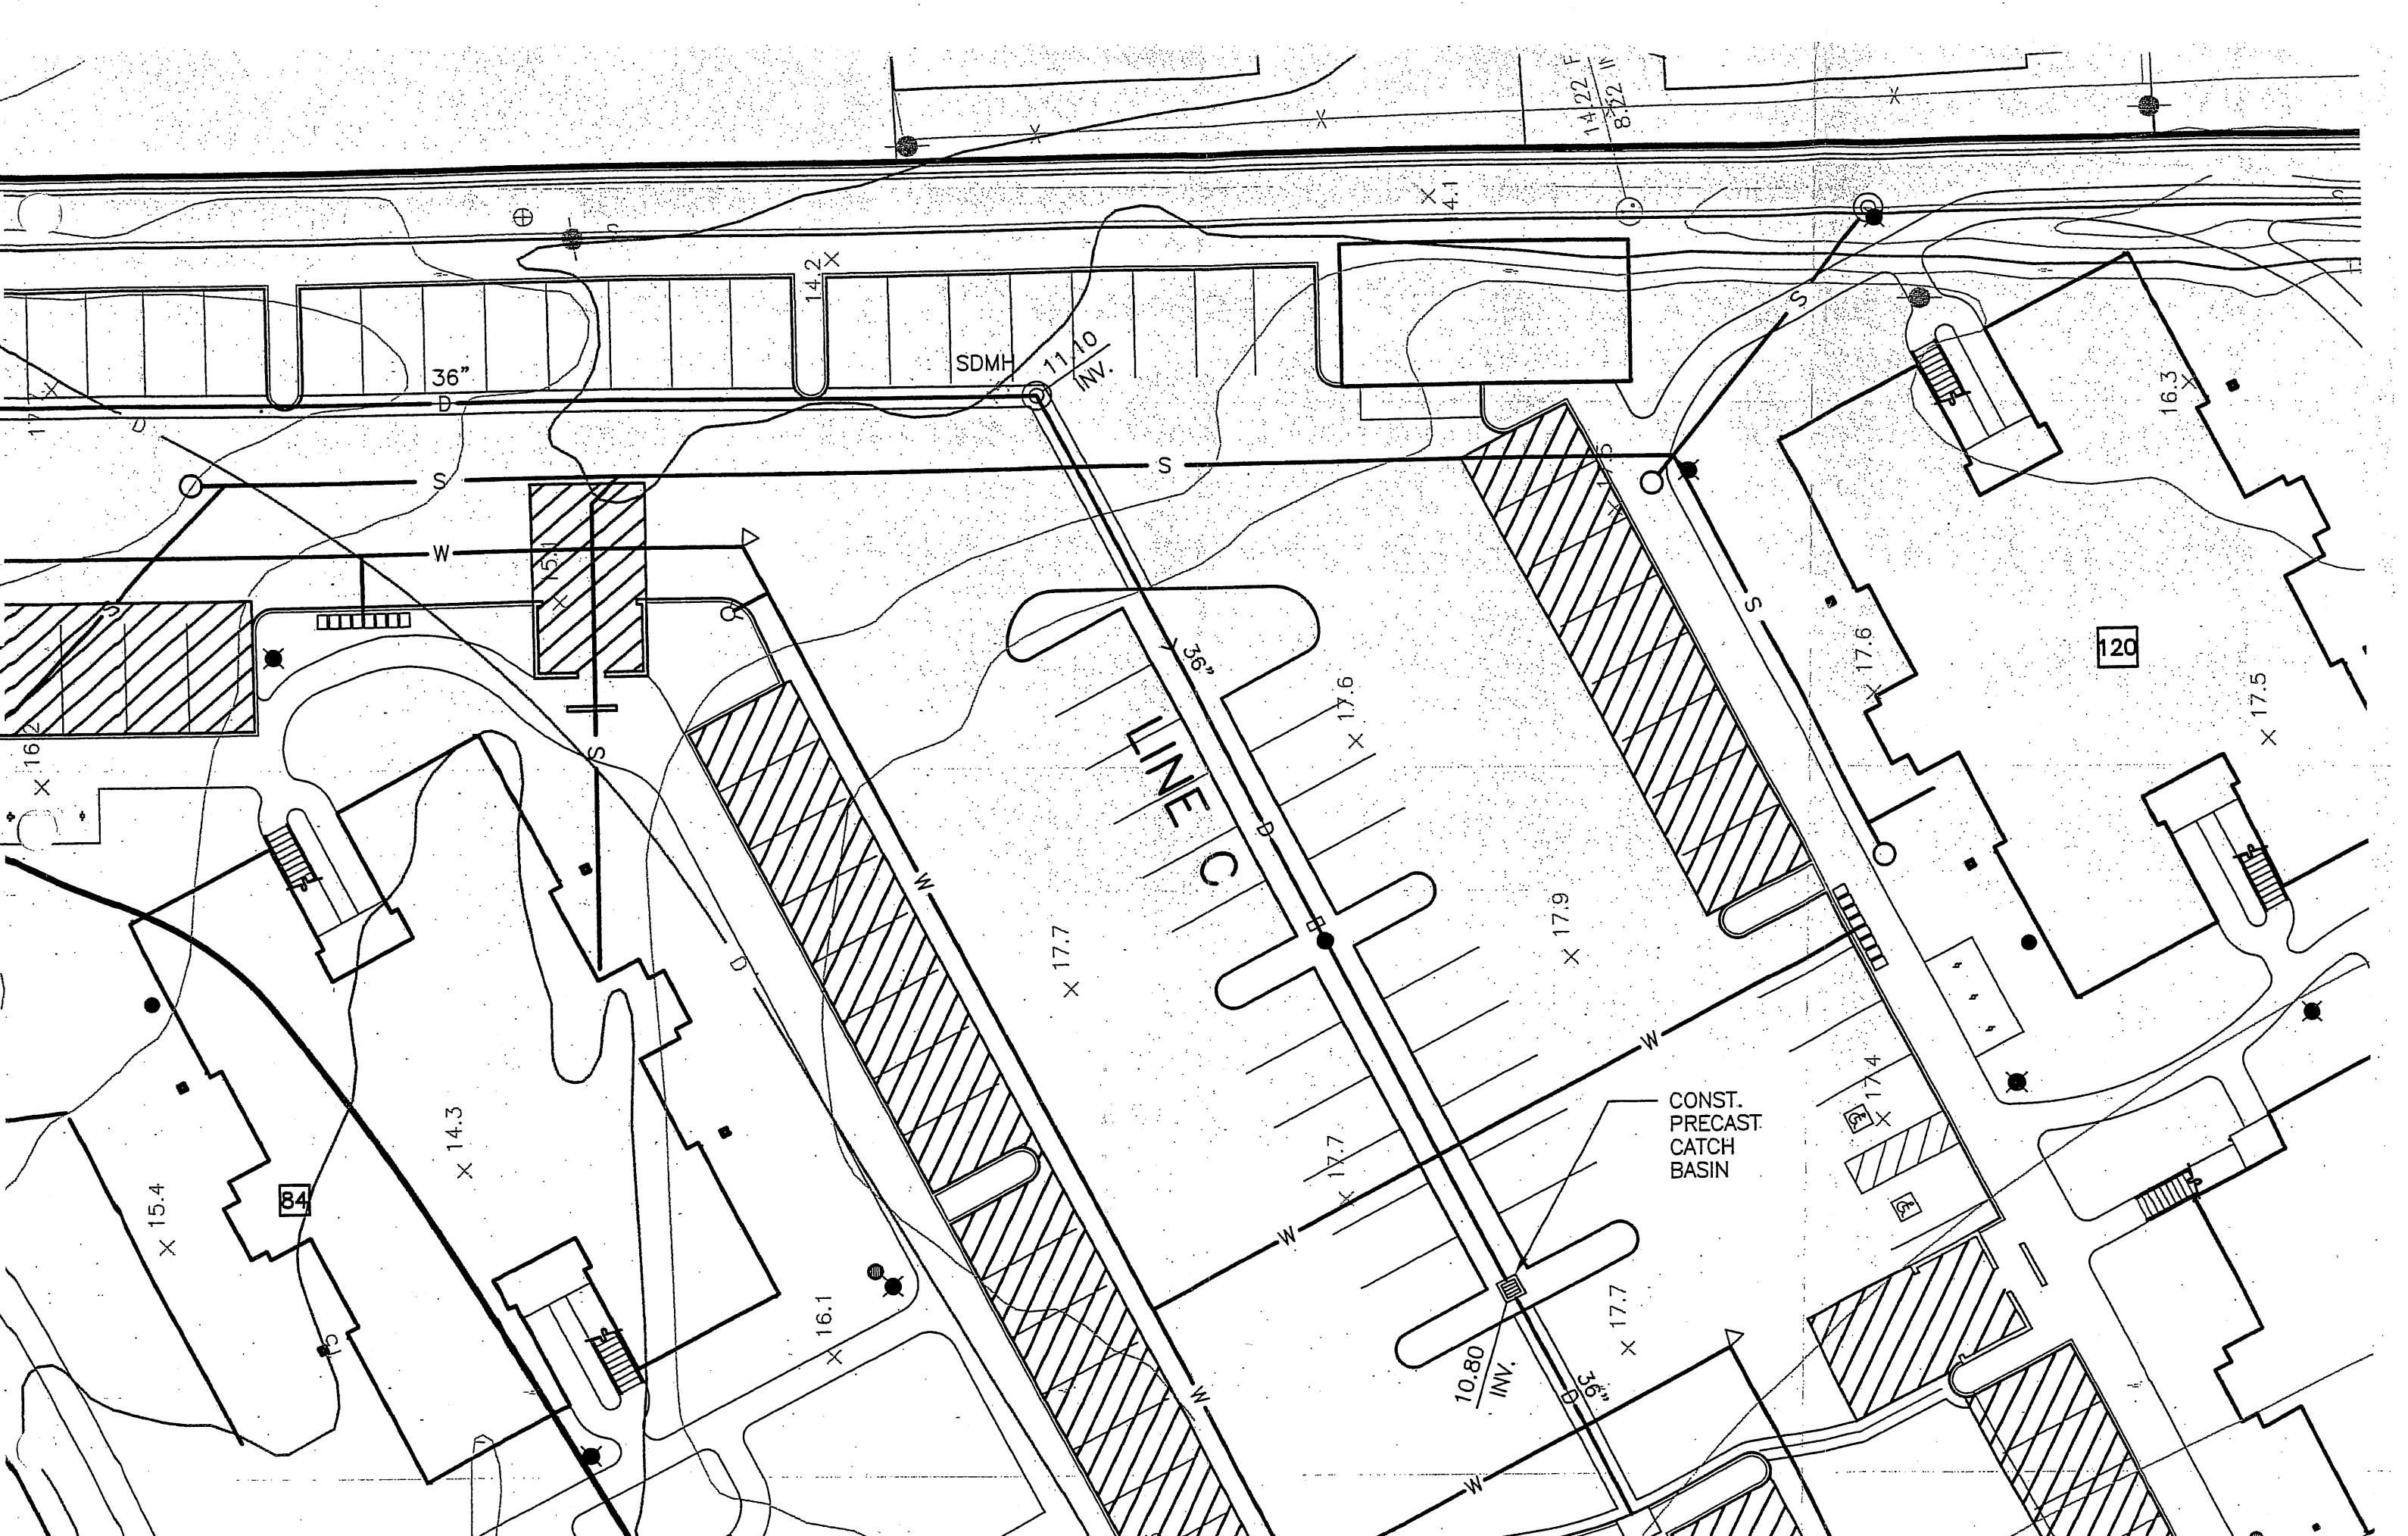 14.22
8.22
4.1
14.2
SDMH
11.10
INV.
36”
D
D
S
S
S
16.3
W
15.1
S
S
36”
17.6
17.6
120
17.5
16.2
LINE C
S
D
W
17.7
17.9
D
W
CONST.
PRECAST
CATCH
BASIN
17.4
14.3
17.7
15.4
84
W
16.1
17.7
10.80
INV.
36”
D
W
W